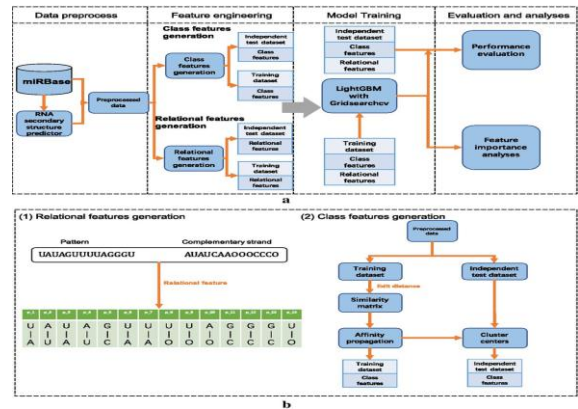 Data preprocess
Feature engineering
Model Training
Evaluation and analyses
Class features
generation
Independent
test dataset
Class
features
Training
dataset
Class
features
Class
features
generation
miRBase
RNA
secondary
structure
predictor
Preprocessed
data
Relational features
generation
Relational
features
generation
Independent
test dataset
Relational
features
Training
dataset
Relational
features
Independent
test dataset
Class
features
Relational
features
LightGBM
with
Gridsearchcv
Training
dataset
Class
features
Relational
features
Performance
evaluation
Feature
importance
analyses
a
(1) Relational features generation
Pattern
Complementary strand
UAUAGUUUUAGGGU
AUAUCAAOOOCCCO
Relational feature
U A U A G U U U U A G G G U
A U A U C A A O O O C C C O
(2) Class features generation
Preprocessed
data
Training
dataset
Independent
test dataset
Edit distance
Similarity
matrix
Affinity
propagation
Cluster
centers
Training
dataset
Class
features
Independent
test dataset
Class
features
b